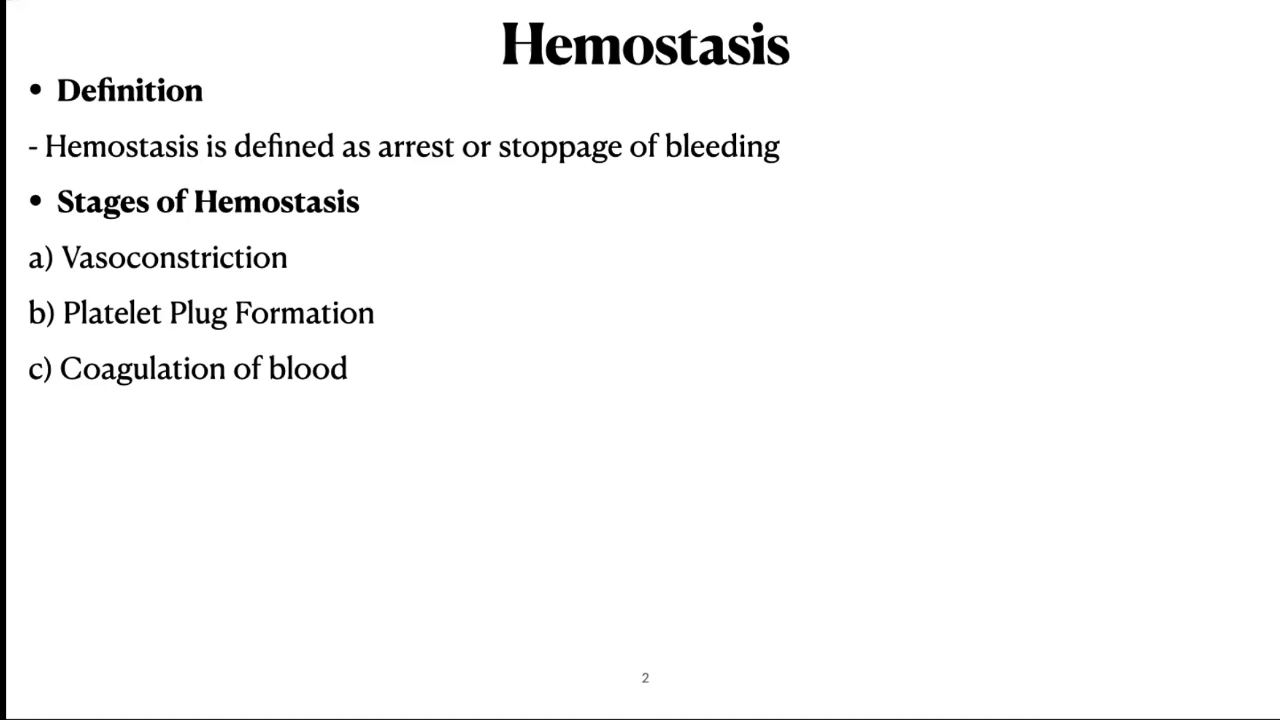 Hemostasis
• Definition
- Hemostasis is defined as arrest or stoppage of bleeding
• Stages of Hemostasis
a) Vasoconstriction
b) Platelet Plug Formation
c) Coagulation of blood
2